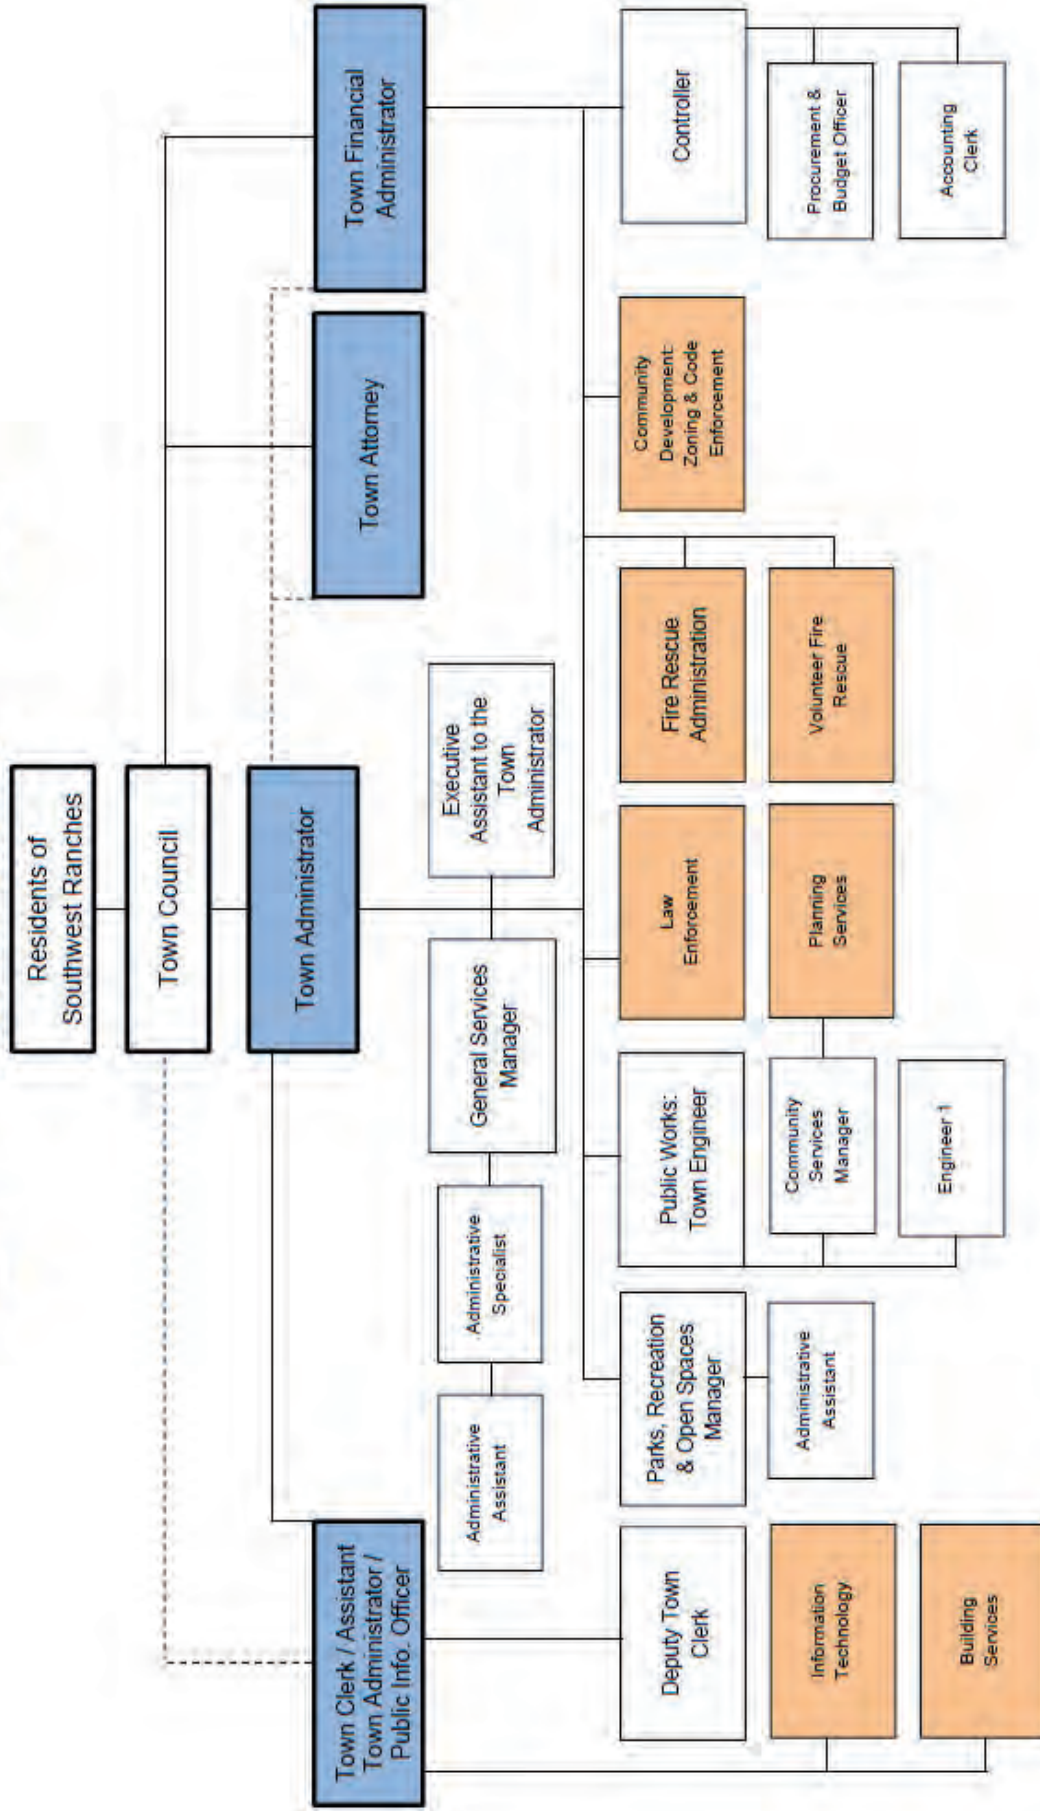 Residents of
Southwest Ranches
Town Council
Town Administrator
Town Clerk / Assistant
Town Administrator /
Public Info. Officer
Town Attorney
Town Financial
Administrator
Administrative
Assistant
Administrative
Specialist
General Services
Manager
Executive
Assistant to the
Town
Administrator
Deputy Town
Clerk
Parks, Recreation
& Open Spaces
Manager
Public Works:
Town Engineer
Law
Enforcement
Fire Rescue
Administration
Community
Development:
Zoning & Code
Enforcement
Controller
Information
Technology
Administrative
Assistant
Community
Services
Manager
Planning
Services
Volunteer Fire
Rescue
Procurement &
Budget Officer
Building
Services
Engineer 1
Accounting
Clerk